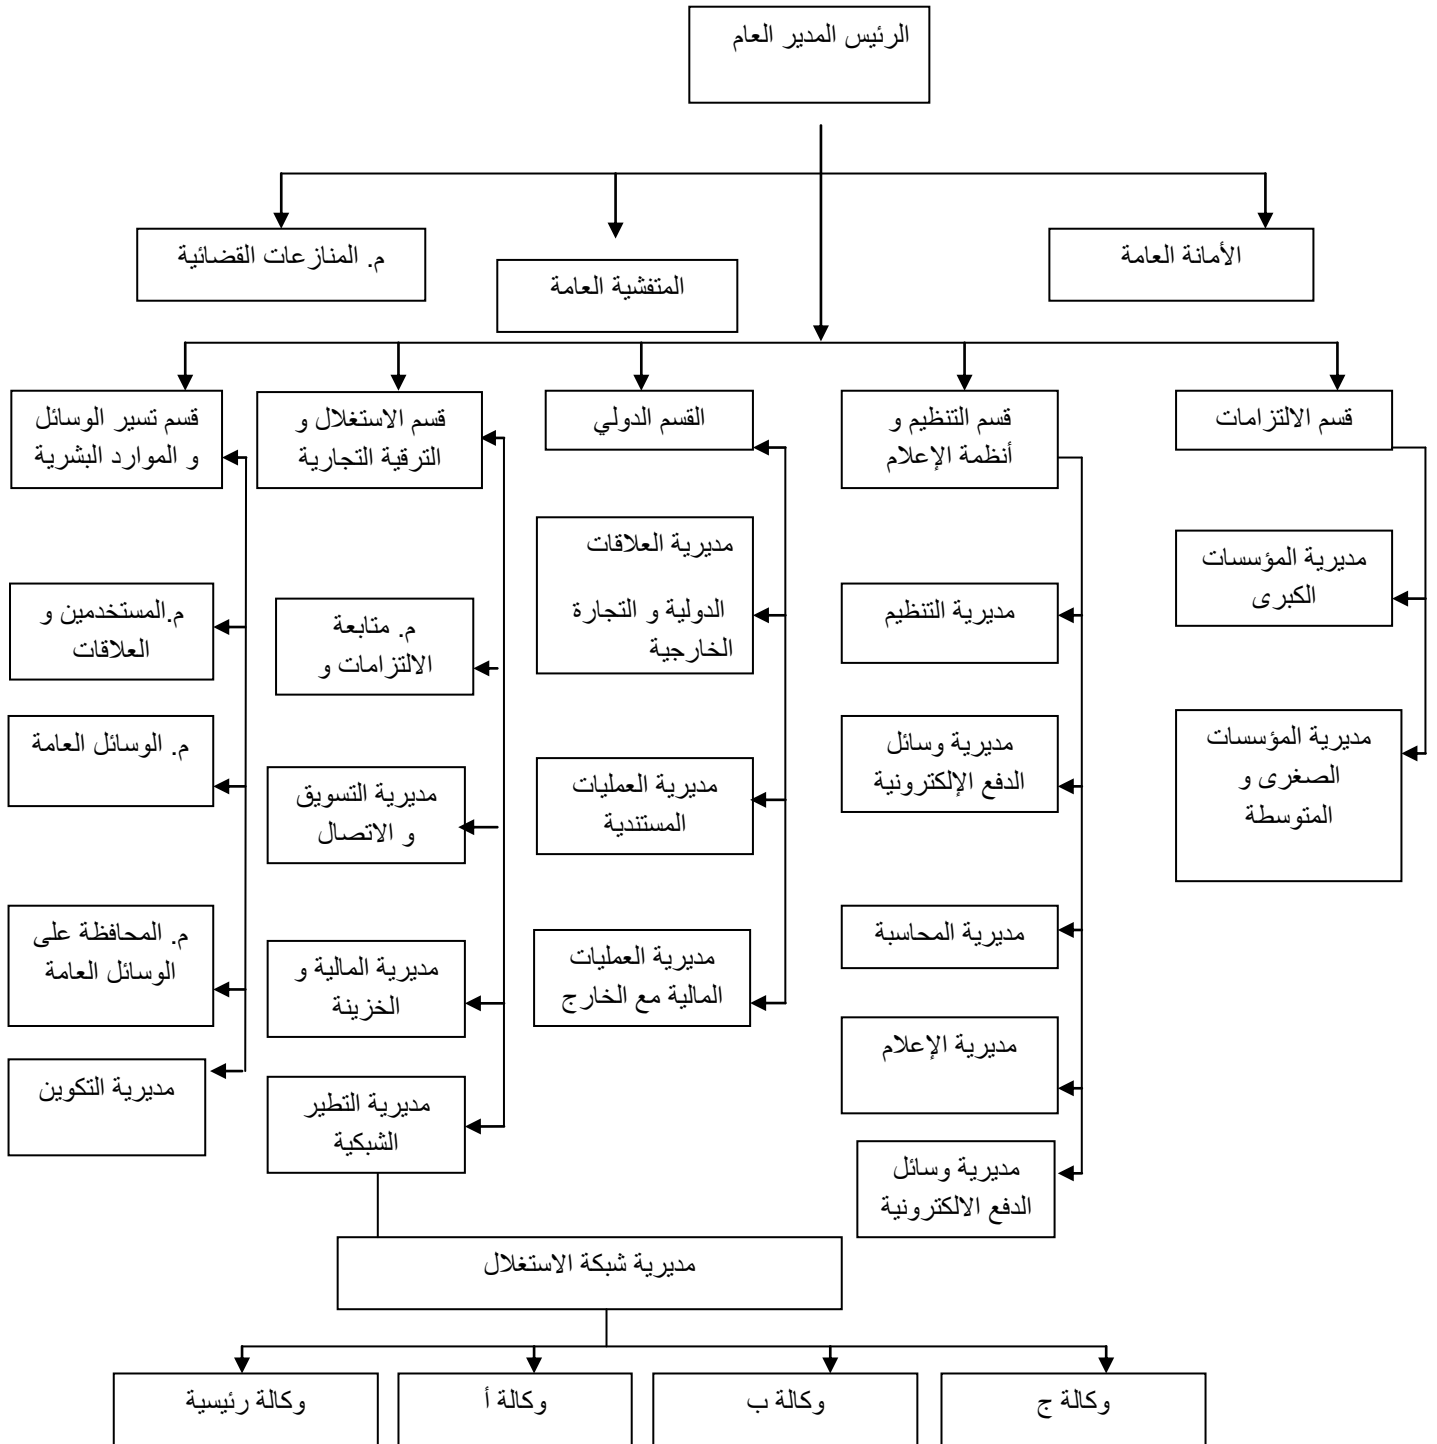 الرئيس المدير العام
الأمانة العامة
المتفشية العامة
م. المنازعات القضائية
قسم الالتزامات
قسم التنظيم و
أنظمة الإعلام
القسم الدولي
قسم الاستغلال و
الترقية التجارية
قسم تسير الوسائل
و الموارد البشرية
مديرية المؤسسات
الكبرى
مديرية المؤسسات
الصغرى و
المتوسطة
مديرية التنظيم
مديرية وسائل
الدفع الإلكترونية
مديرية المحاسبة
مديرية الإعلام
مديرية وسائل
الدفع الالكترونية
مديرية العلاقات
الدولية و التجارة
الخارجية
مديرية العمليات
المستندية
مديرية العمليات
المالية مع الخارج
م. متابعة
الالتزامات و
مديرية التسويق
و الاتصال
مديرية المالية و
الخزينة
مديرية التطير
الشبكية
م.المستخدمين و
العلاقات
م. الوسائل العامة
م. المحافظة على
الوسائل العامة
مديرية التكوين
مديرية شبكة الاستغلال
وكالة ج
وكالة ب
وكالة أ
وكالة رئيسية